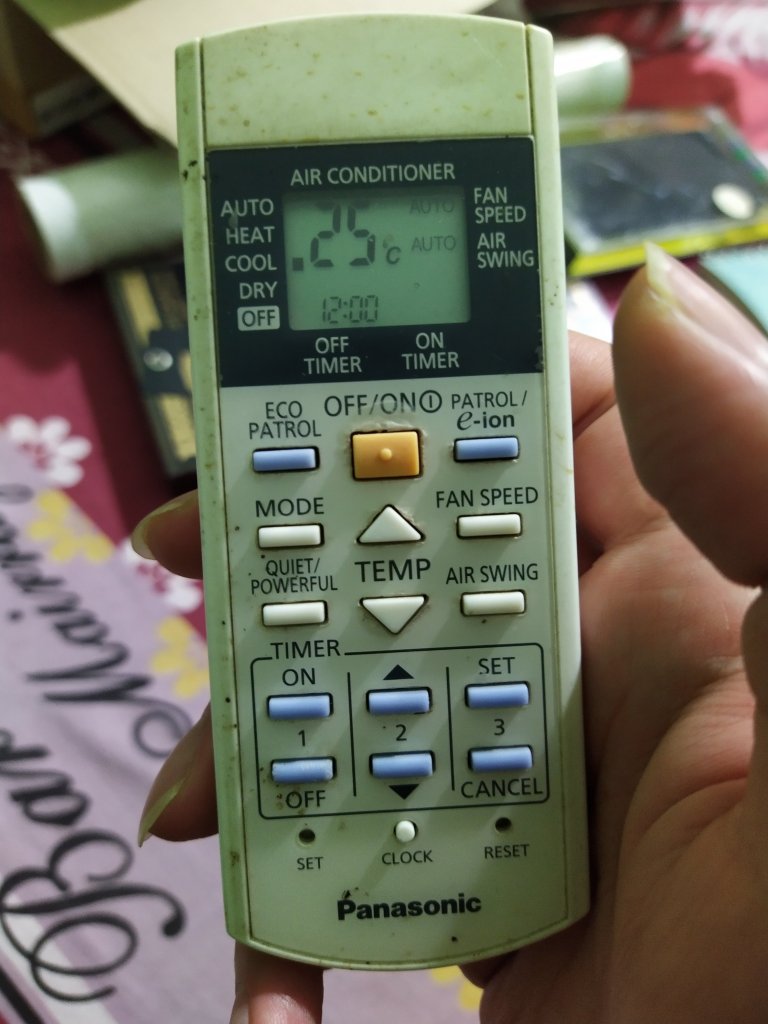 AIR CONDITIONER
AUTO
HEAT
COOL
DRY
OFF
AUTO
.25°C AUTO
12:00
FAN
SPEED
AIR
SWING
OFF
TIMER
ON
TIMER
ECO
PATROL
OFF/ON
PATROL/
e-ion
MODE
FAN SPEED
QUIET/
POWERFUL
TEMP
AIR SWING
TIMER
ON
SET
1
2
3
OFF
CANCEL
SET
CLOCK
RESET
Panasonic